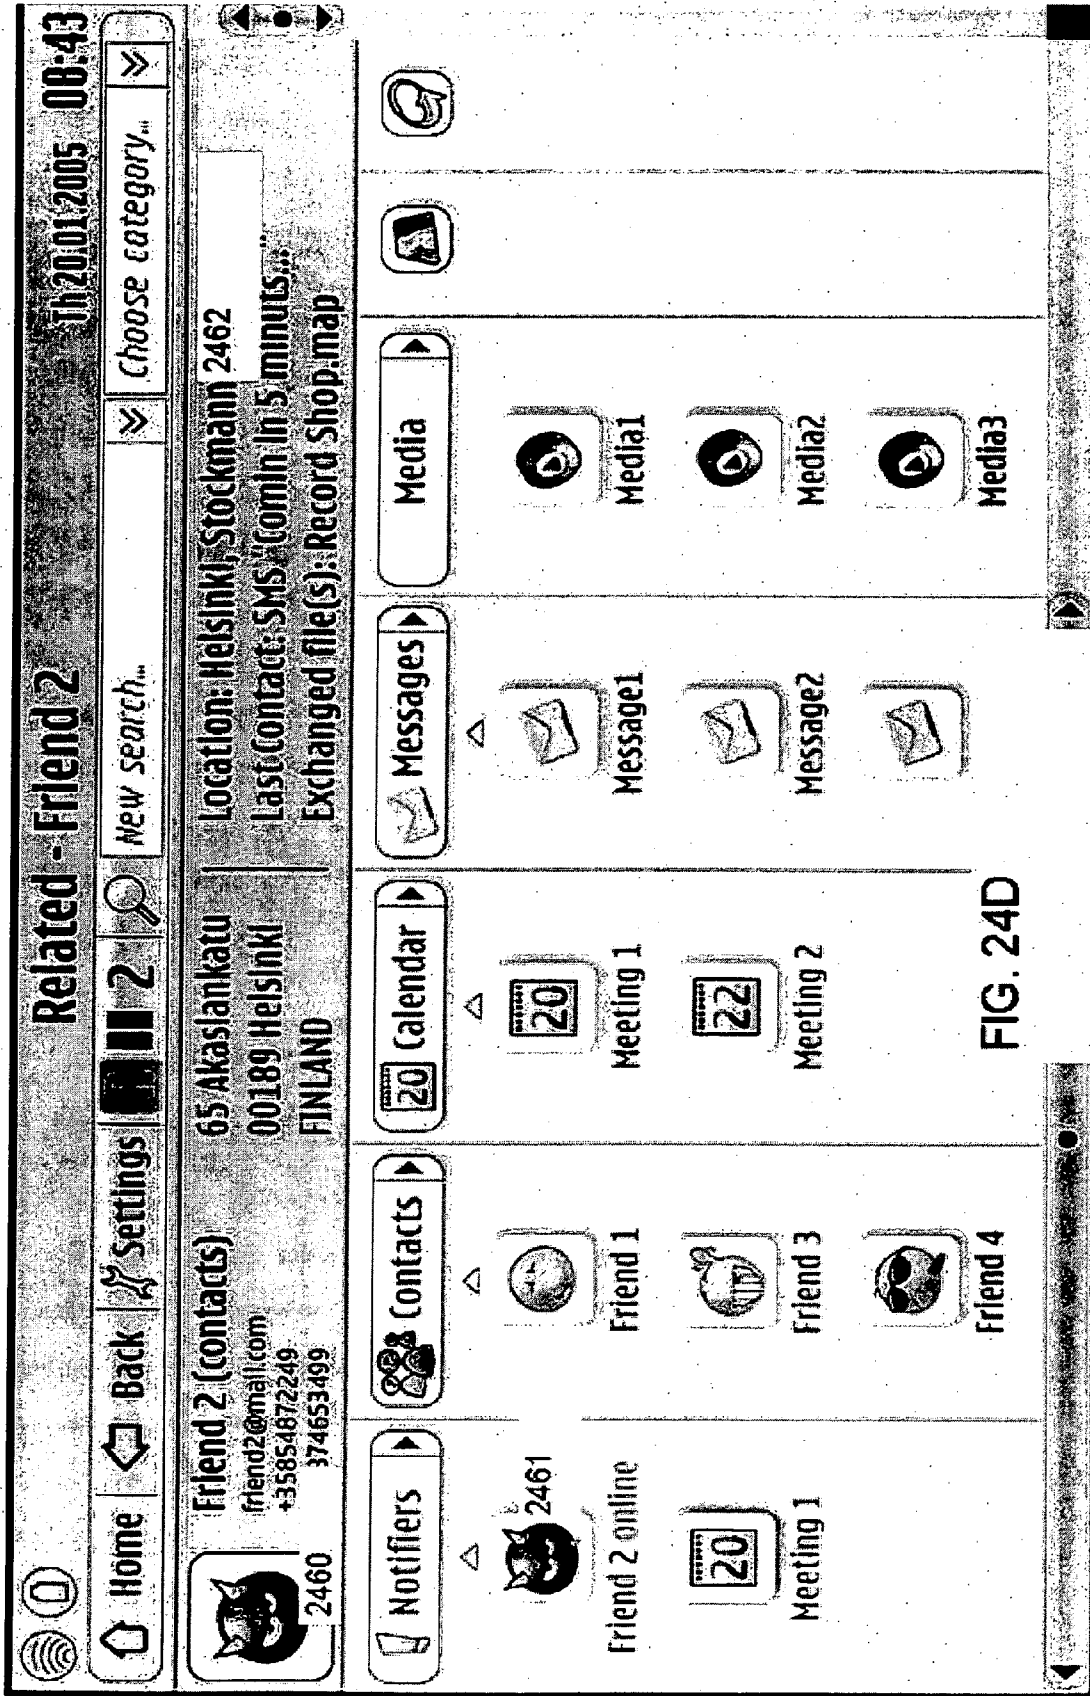 Related - Friend 2
Th 20.01.2005 08:43
Home
Back
Settings
2
New search...
Choose category...
2460
Friend 2 (contacts)
friend2@mail.com
+35854872249
374653499
65 Akasiankatu
00189 Helsinki
FINLAND
Location: Helsinki, Stockmann 2462
Last Contact: SMS "Comin In 5 minuts..."
Exchanged file(s): Record Shop.map
Notifiers
20 Calendar
Contacts
Messages
Media
2461
Friend 2 online
20
Meeting 1
Friend 1
Friend 3
Friend 4
20
Meeting 1
22
Meeting 2
Message1
Message2
Media1
Media2
Media3
FIG. 24D